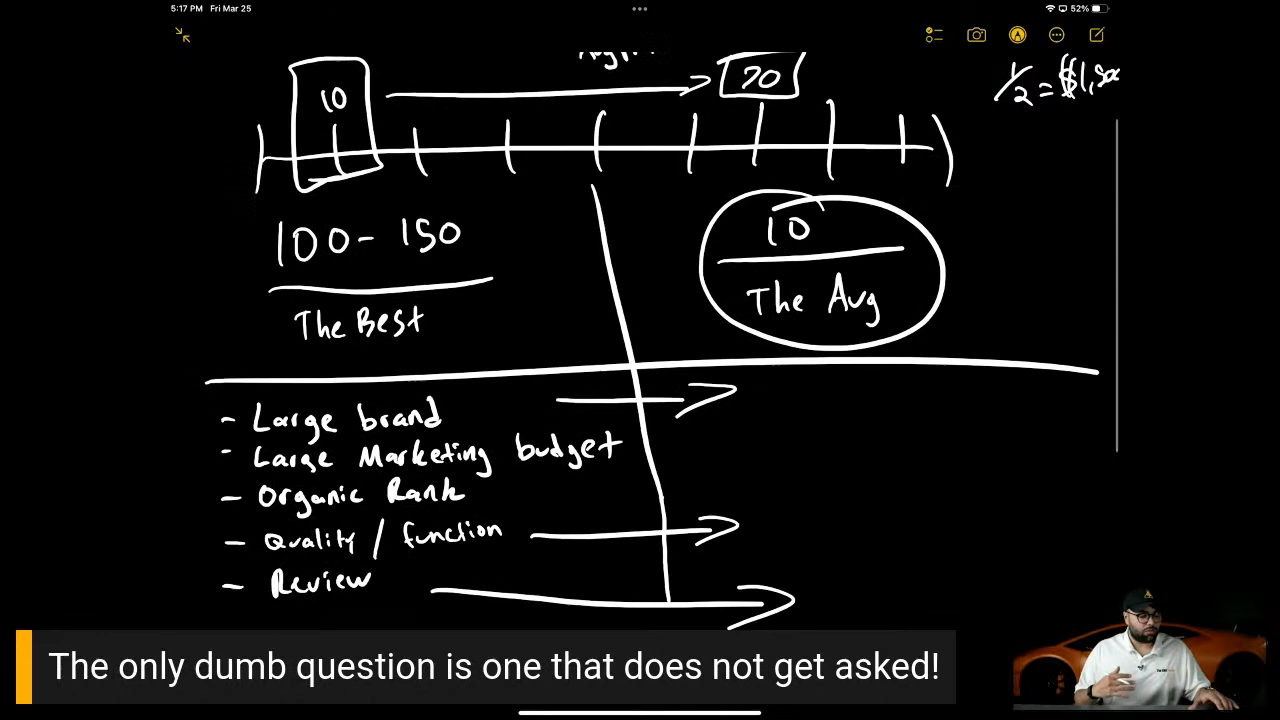 5:17 PM Fri Mar 25
52%
10
70
1/2 =
100- 150
The Best
10
The Avg
- Large brand
- Large Marketing budget
- Organic Rank
- Quality / function
- Review
The only dumb question is one that does not get asked!